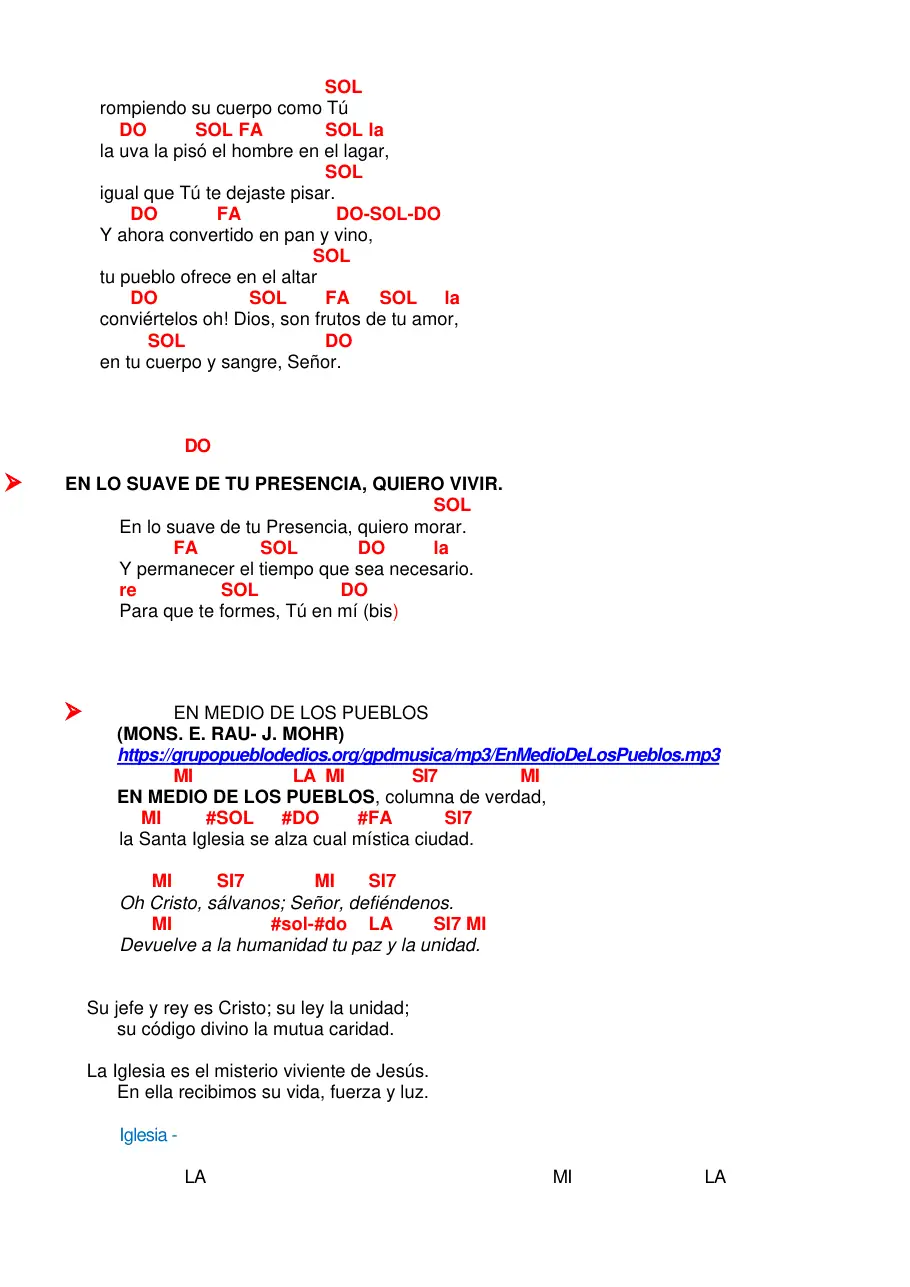 SOL
rompiendo su cuerpo como Tú
DO SOL FA SOL la
la uva la pisó el hombre en el lagar,
SOL
igual que Tú te dejaste pisar.
DO FA DO-SOL-DO
Y ahora convertido en pan y vino,
SOL
tu pueblo ofrece en el altar
DO SOL FA SOL la
conviértelos oh! Dios, son frutos de tu amor,
SOL DO
en tu cuerpo y sangre, Señor.
DO
EN LO SUAVE DE TU PRESENCIA, QUIERO VIVIR.
SOL
En lo suave de tu Presencia, quiero morar.
FA SOL DO la
Y permanecer el tiempo que sea necesario.
re SOL DO
Para que te formes, Tú en mí (bis)
EN MEDIO DE LOS PUEBLOS
(MONS. E. RAU- J. MOHR)
https://grupopueblodedios.org/gpdmusica/mp3/EnMedioDeLosPueblos.mp3
MI LA MI SI7 MI
EN MEDIO DE LOS PUEBLOS, columna de verdad,
MI #SOL #DO #FA SI7
la Santa Iglesia se alza cual mística ciudad.
MI SI7 MI SI7
Oh Cristo, sálvanos; Señor, defiéndenos.
MI #sol-#do LA SI7 MI
Devuelve a la humanidad tu paz y la unidad.
Su jefe y rey es Cristo; su ley la unidad;
su código divino la mutua caridad.
La Iglesia es el misterio viviente de Jesús.
En ella recibimos su vida, fuerza y luz.
Iglesia -
LA MI LA